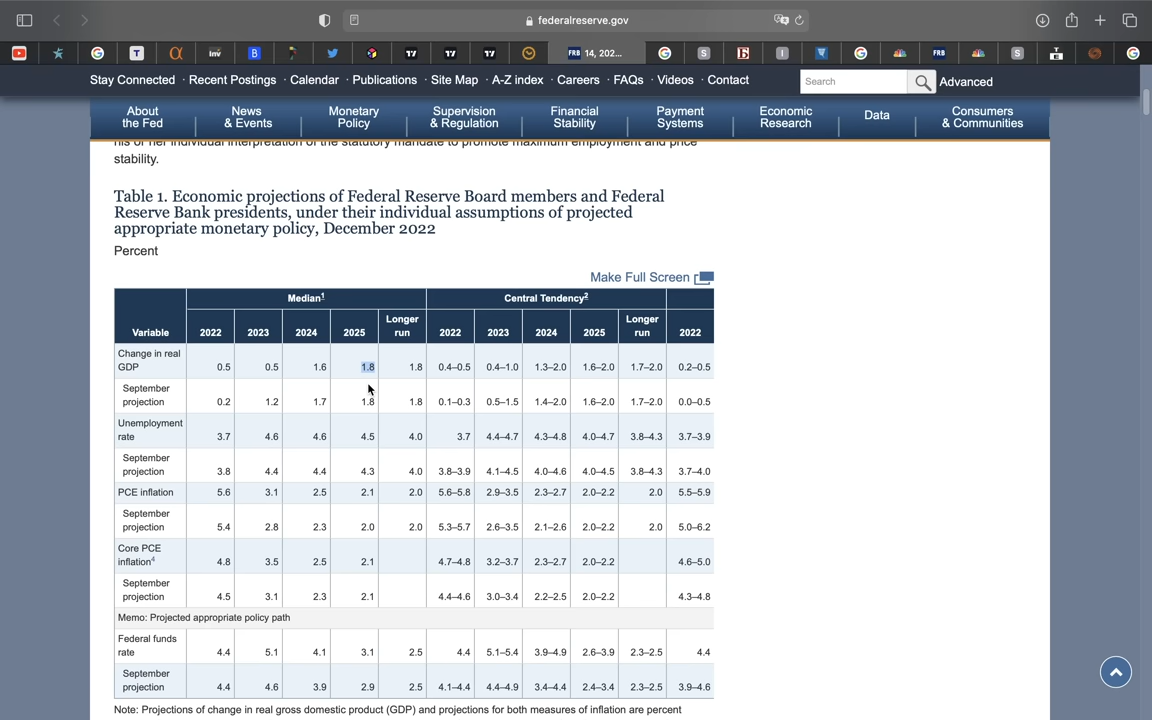 federalreserve.gov
G
T
inv
B
17
17
17
FRB 14, 202...
G
S
Б
I
G
FRB
S
G
Stay Connected · Recent Postings · Calendar · Publications · Site Map · A-Z index · Careers · FAQs · Videos · Contact
Search
Advanced
About the Fed
News & Events
Monetary Policy
Supervision & Regulation
Financial Stability
Payment Systems
Economic Research
Data
Consumers & Communities
his or her individual interpretation of the statutory mandate to promote maximum employment and price
stability.
Table 1. Economic projections of Federal Reserve Board members and Federal
Reserve Bank presidents, under their individual assumptions of projected
appropriate monetary policy, December 2022
Percent
Make Full Screen
Variable Median1 Central Tendency2
2022 2023 2024 2025 Longer run 2022 2023 2024 2025 Longer run 2022
Change in real GDP 0.5 0.5 1.6 1.8 1.8 0.4–0.5 0.4–1.0 1.3–2.0 1.6–2.0 1.7–2.0 0.2–0.5
September projection 0.2 1.2 1.7 1.8 1.8 0.1–0.3 0.5–1.5 1.4–2.0 1.6–2.0 1.7–2.0 0.0–0.5
Unemployment rate 3.7 4.6 4.6 4.5 4.0 3.7 4.4–4.7 4.3–4.8 4.0–4.7 3.8–4.3 3.7–3.9
September projection 3.8 4.4 4.4 4.3 4.0 3.8–3.9 4.1–4.5 4.0–4.6 4.0–4.5 3.8–4.3 3.7–4.0
PCE inflation 5.6 3.1 2.5 2.1 2.0 5.6–5.8 2.9–3.5 2.3–2.7 2.0–2.2 2.0 5.5–5.9
September projection 5.4 2.8 2.3 2.0 2.0 5.3–5.7 2.6–3.5 2.1–2.6 2.0–2.2 2.0 5.0–6.2
Core PCE inflation4 4.8 3.5 2.5 2.1 4.7–4.8 3.2–3.7 2.3–2.7 2.0–2.2 4.6–5.0
September projection 4.5 3.1 2.3 2.1 4.4–4.6 3.0–3.4 2.2–2.5 2.0–2.2 4.3–4.8
Memo: Projected appropriate policy path
Federal funds rate 4.4 5.1 4.1 3.1 2.5 4.4 5.1–5.4 3.9–4.9 2.6–3.9 2.3–2.5 4.4
September projection 4.4 4.6 3.9 2.9 2.5 4.1–4.4 4.4–4.9 3.4–4.4 2.4–3.4 2.3–2.5 3.9–4.6
Note: Projections of change in real gross domestic product (GDP) and projections for both measures of inflation are percent